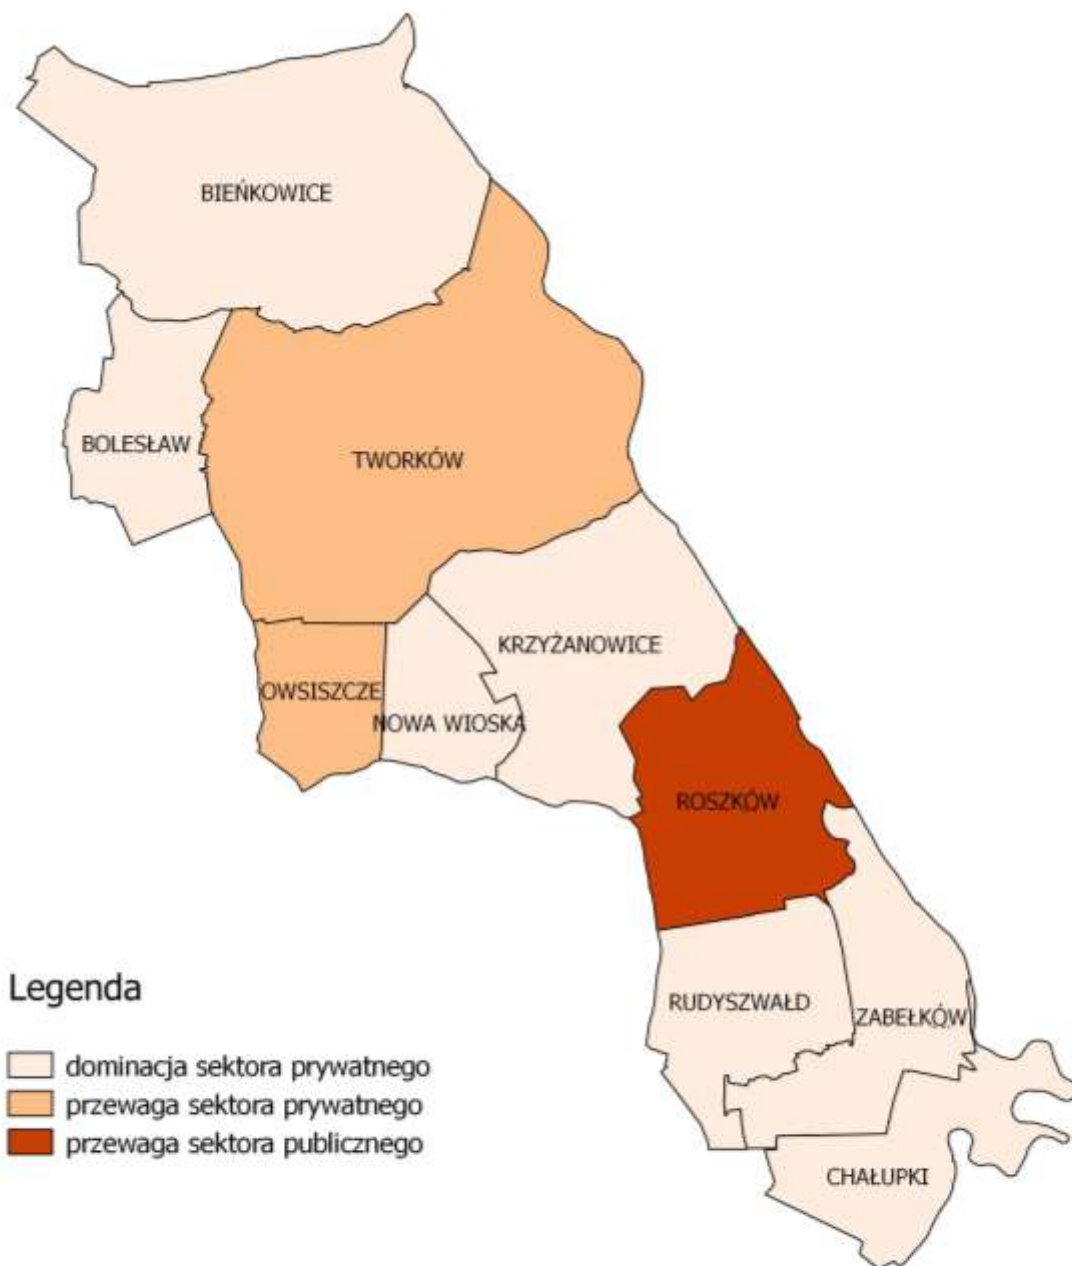 BIEŃKOWICE
BOLESŁAW
TWORKÓW
KRZYŻANOWICE
OWSISZCZE
NOWA WIOSKA
ROSZKÓW
RUDYSZWAŁD
ZABEŁKÓW
CHAŁUPKI
Legenda
dominacja sektora prywatnego
przewaga sektora prywatnego
przewaga sektora publicznego